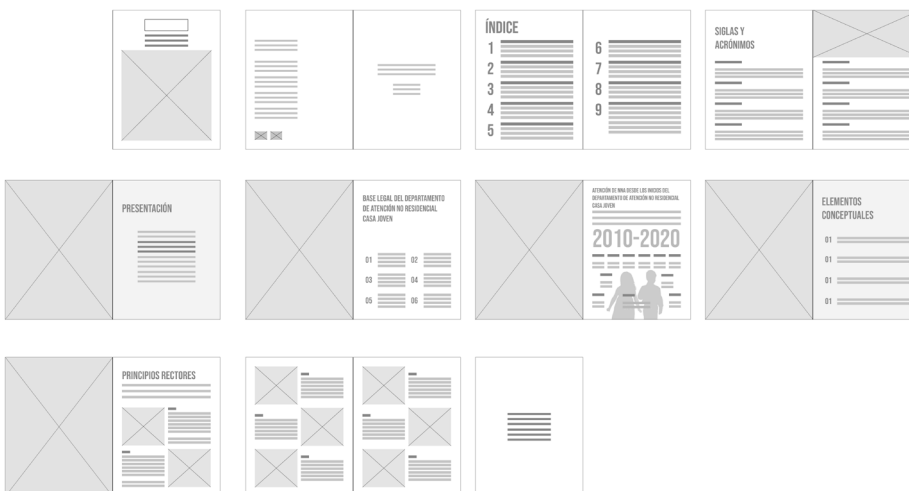 ÍNDICE
1
2
3
4
5
6
7
8
9
SIGLAS Y
ACRÓNIMOS
PRESENTACIÓN
BASE LEGAL DEL DEPARTAMENTO
DE ATENCIÓN NO RESIDENCIAL
CASA JOVEN
01 02
03 04
05 06
ATENCIÓN DE NNA DESDE LOS INICIOS DEL
DEPARTAMENTO DE ATENCIÓN NO RESIDENCIAL
CASA JOVEN
2010-2020
ELEMENTOS
CONCEPTUALES
01
01
01
01
PRINCIPIOS RECTORES